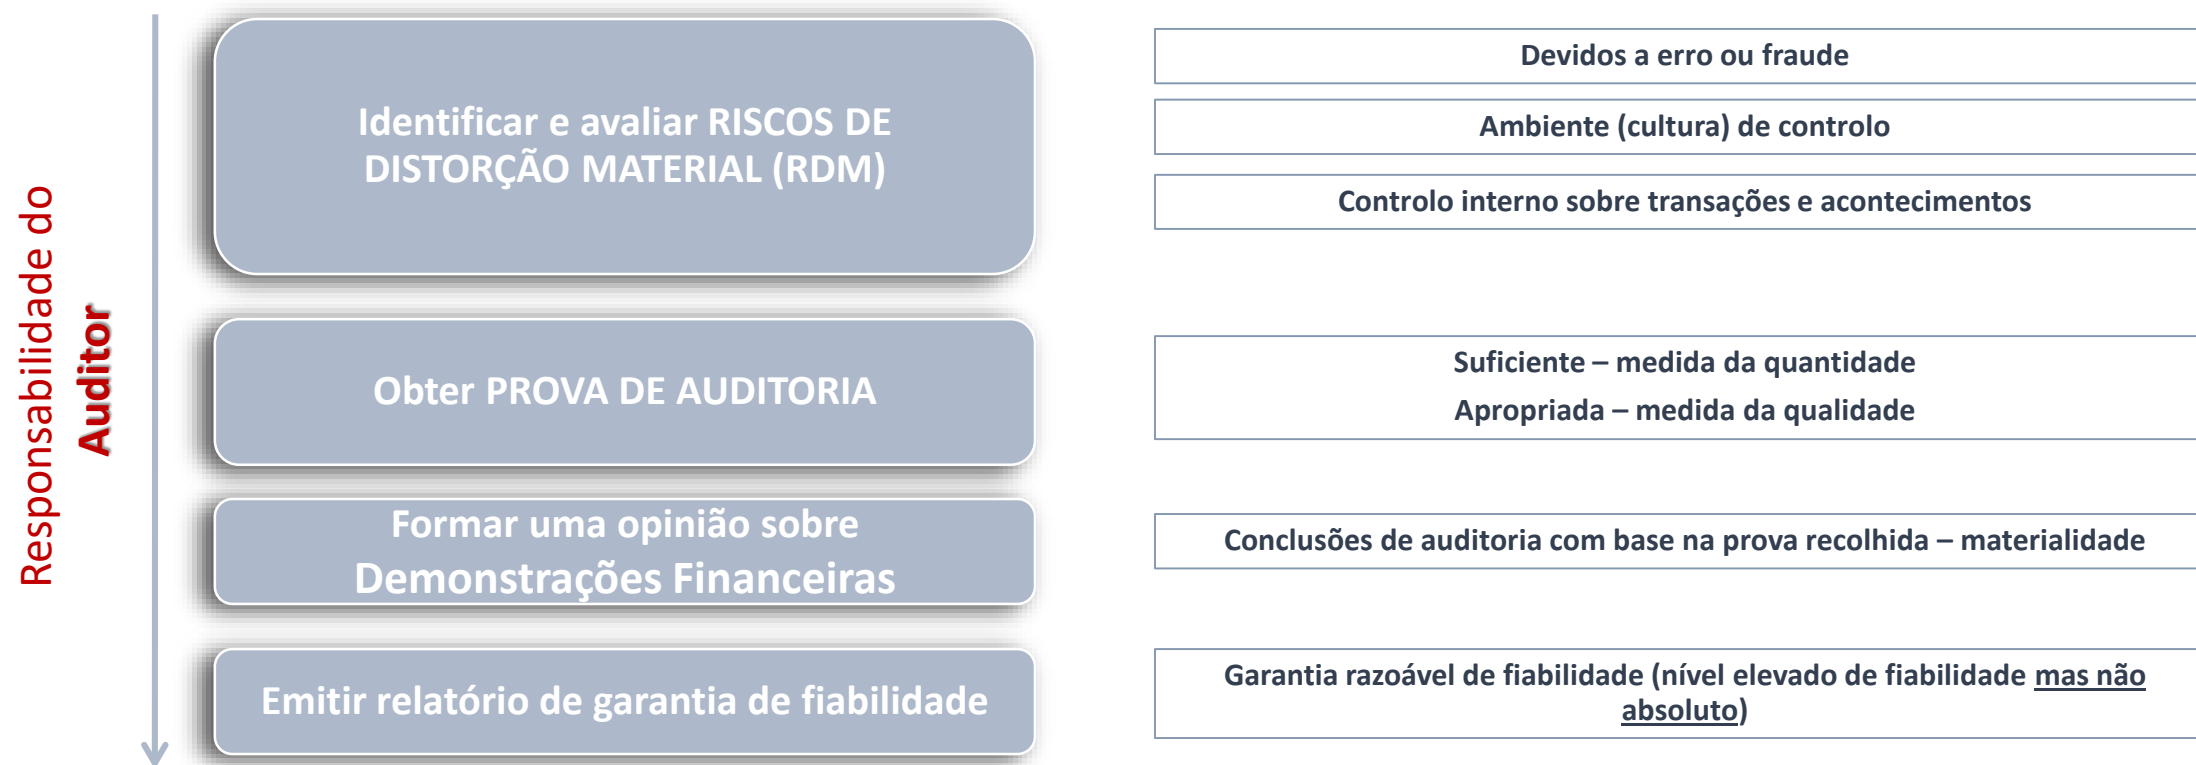 Responsabilidade do
Auditor
Identificar e avaliar RISCOS DE
DISTORÇÃO MATERIAL (RDM)
Devidos a erro ou fraude
Ambiente (cultura) de controlo
Controlo interno sobre transações e acontecimentos
Obter PROVA DE AUDITORIA
Suficiente – medida da quantidade
Apropriada – medida da qualidade
Formar uma opinião sobre
Demonstrações Financeiras
Conclusões de auditoria com base na prova recolhida – materialidade
Emitir relatório de garantia de fiabilidade
Garantia razoável de fiabilidade (nível elevado de fiabilidade mas não
absoluto)